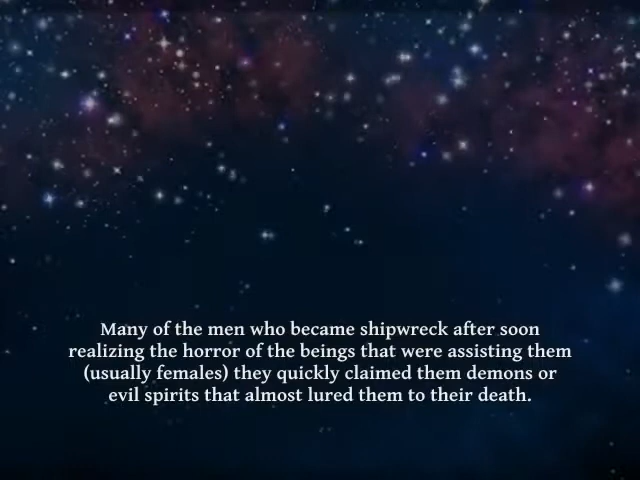 Many of the men who became shipwreck after soon
realizing the horror of the beings that were assisting them
(usually females) they quickly claimed them demons or
evil spirits that almost lured them to their death.